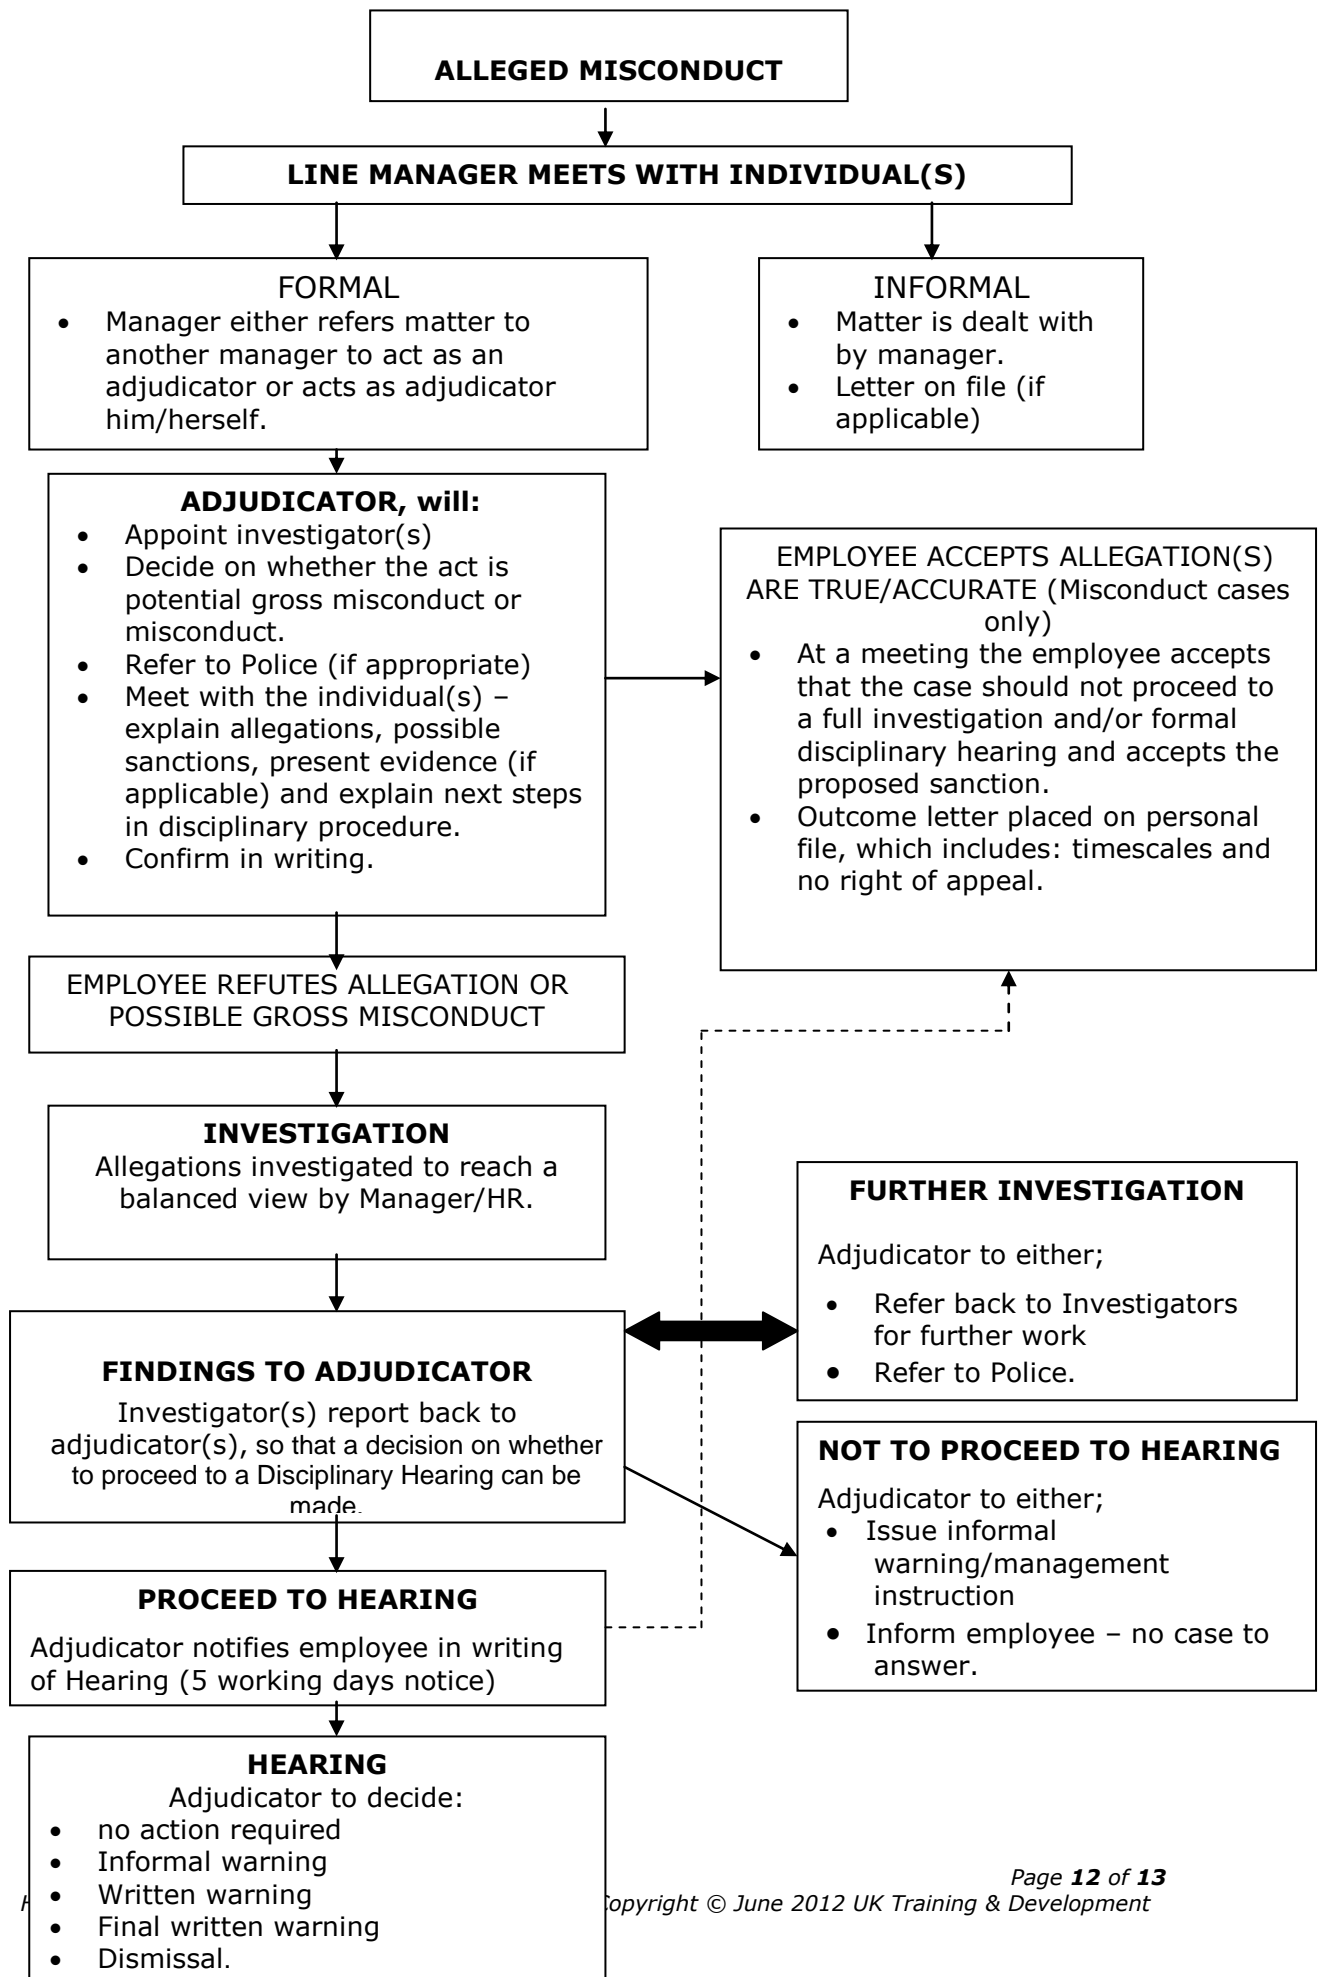 ALLEGED MISCONDUCT
LINE MANAGER MEETS WITH INDIVIDUAL(S)
FORMAL
• Manager either refers matter to
another manager to act as an
adjudicator or acts as adjudicator
him/herself.
INFORMAL
• Matter is dealt with
by manager.
• Letter on file (if
applicable)
ADJUDICATOR, will:
• Appoint investigator(s)
• Decide on whether the act is
potential gross misconduct or
misconduct.
• Refer to Police (if appropriate)
• Meet with the individual(s) –
explain allegations, possible
sanctions, present evidence (if
applicable) and explain next steps
in disciplinary procedure.
• Confirm in writing.
EMPLOYEE ACCEPTS ALLEGATION(S)
ARE TRUE/ACCURATE (Misconduct cases
only)
• At a meeting the employee accepts
that the case should not proceed to
a full investigation and/or formal
disciplinary hearing and accepts the
proposed sanction.
• Outcome letter placed on personal
file, which includes: timescales and
no right of appeal.
EMPLOYEE REFUTES ALLEGATION OR
POSSIBLE GROSS MISCONDUCT
INVESTIGATION
Allegations investigated to reach a
balanced view by Manager/HR.
FURTHER INVESTIGATION
Adjudicator to either;
• Refer back to Investigators
for further work
• Refer to Police.
FINDINGS TO ADJUDICATOR
Investigator(s) report back to
adjudicator(s), so that a decision on whether
to proceed to a Disciplinary Hearing can be
made.
NOT TO PROCEED TO HEARING
Adjudicator to either;
• Issue informal
warning/management
instruction
• Inform employee – no case to
answer.
PROCEED TO HEARING
Adjudicator notifies employee in writing
of Hearing (5 working days notice)
HEARING
Adjudicator to decide:
• no action required
• Informal warning
• Written warning
• Final written warning
• Dismissal.
Page 12 of 13
Copyright © June 2012 UK Training & Development